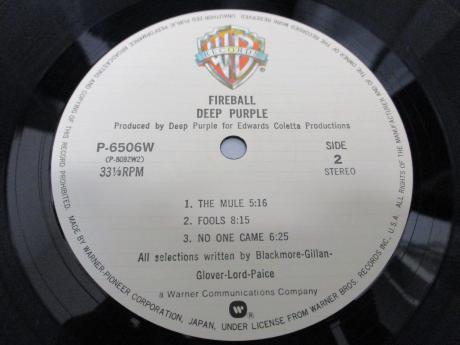 UNAUTHORIZED PUBLIC PERFORMANCE, BROADCASTING AND COPYING OF THIS RECORD PROHIBITED. ALL RIGHTS OF THE MANUFACTURER AND OF THE OWNER OF THE RECORDED WORK RESERVED.
WB
RECORDS
FIREBALL
DEEP PURPLE
Produced by Deep Purple for Edwards Coletta Productions
P-6506W
(P-8092W2)
33⅓RPM
SIDE
2
STEREO
1. THE MULE 5:16
2. FOOLS 8:15
3. NO ONE CAME 6:25
All selections written by Blackmore-Gillan-
Glover-Lord-Paice
a Warner Communications Company
W
MADE BY WARNER-PIONEER CORPORATION, JAPAN, UNDER LICENSE FROM WARNER BROS. RECORDS INC., U.S.A.